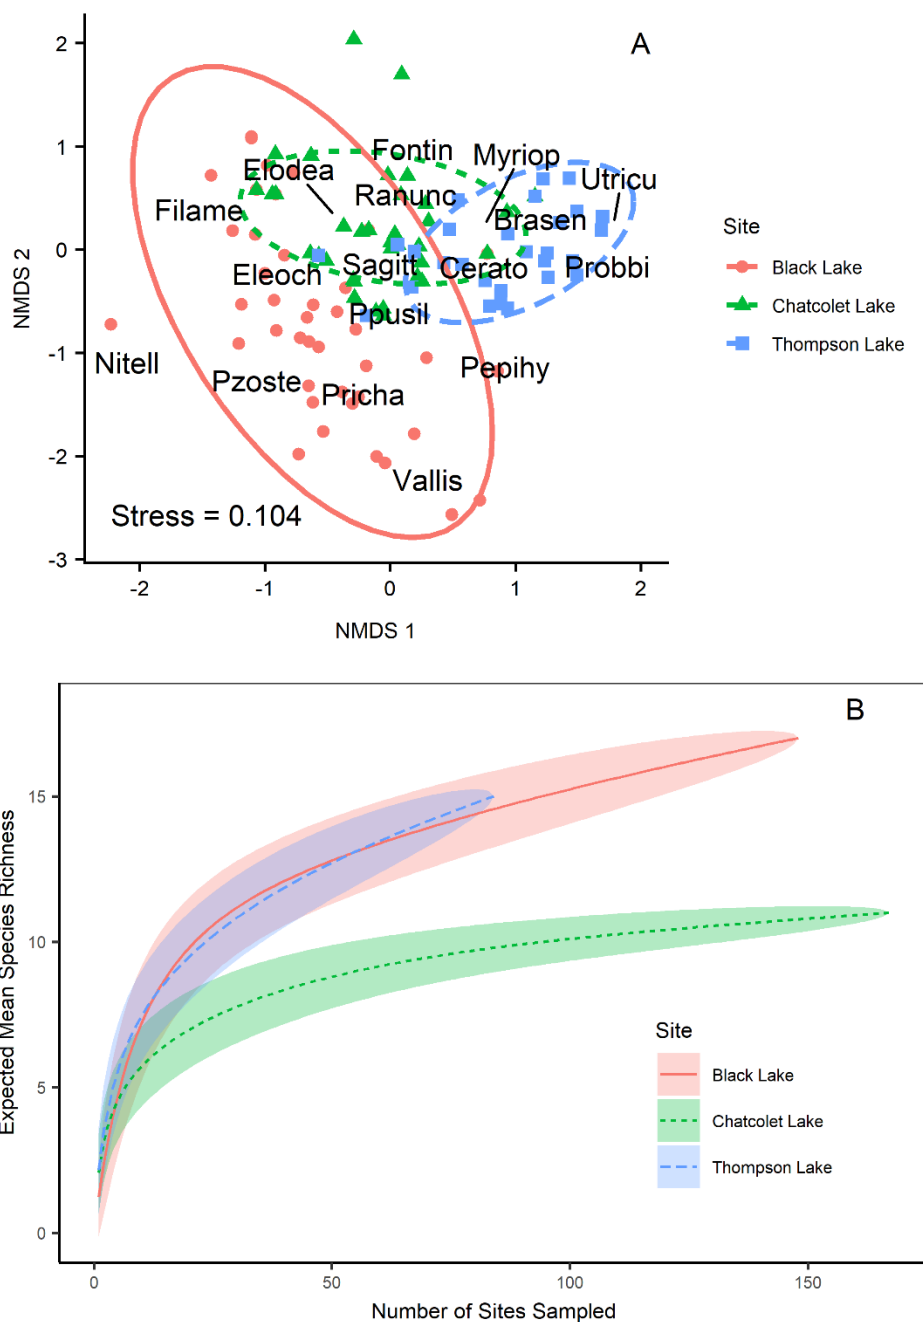 A
2
1
0
-1
-2
-3
NMDS 2
Fontin
Myriop
Elodea
Utricu
Ranunc
Filame
Brasen
Eleoch
Sagitt
Cerato
Probbi
Ppusil
Nitell
Pepihy
Pzoste
Pricha
Vallis
Stress = 0.104
-2
-1
0
1
2
NMDS 1
Site
Black Lake
Chatcolet Lake
Thompson Lake
B
15
10
5
0
Expected Mean Species Richness
Site
Black Lake
Chatcolet Lake
Thompson Lake
0
50
100
150
Number of Sites Sampled